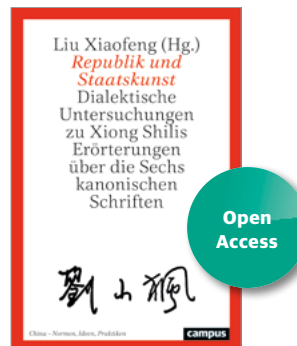 Liu Xiaofeng (Hg.)
Republik und
Staatskunst
Dialektische
Untersuchungen
zu Xiong Shilis
Erörterungen
über die Sechs
kanonischen
Schriften
Open
Access
劉小楓
China – Normen, Ideen, Praktiken
campus